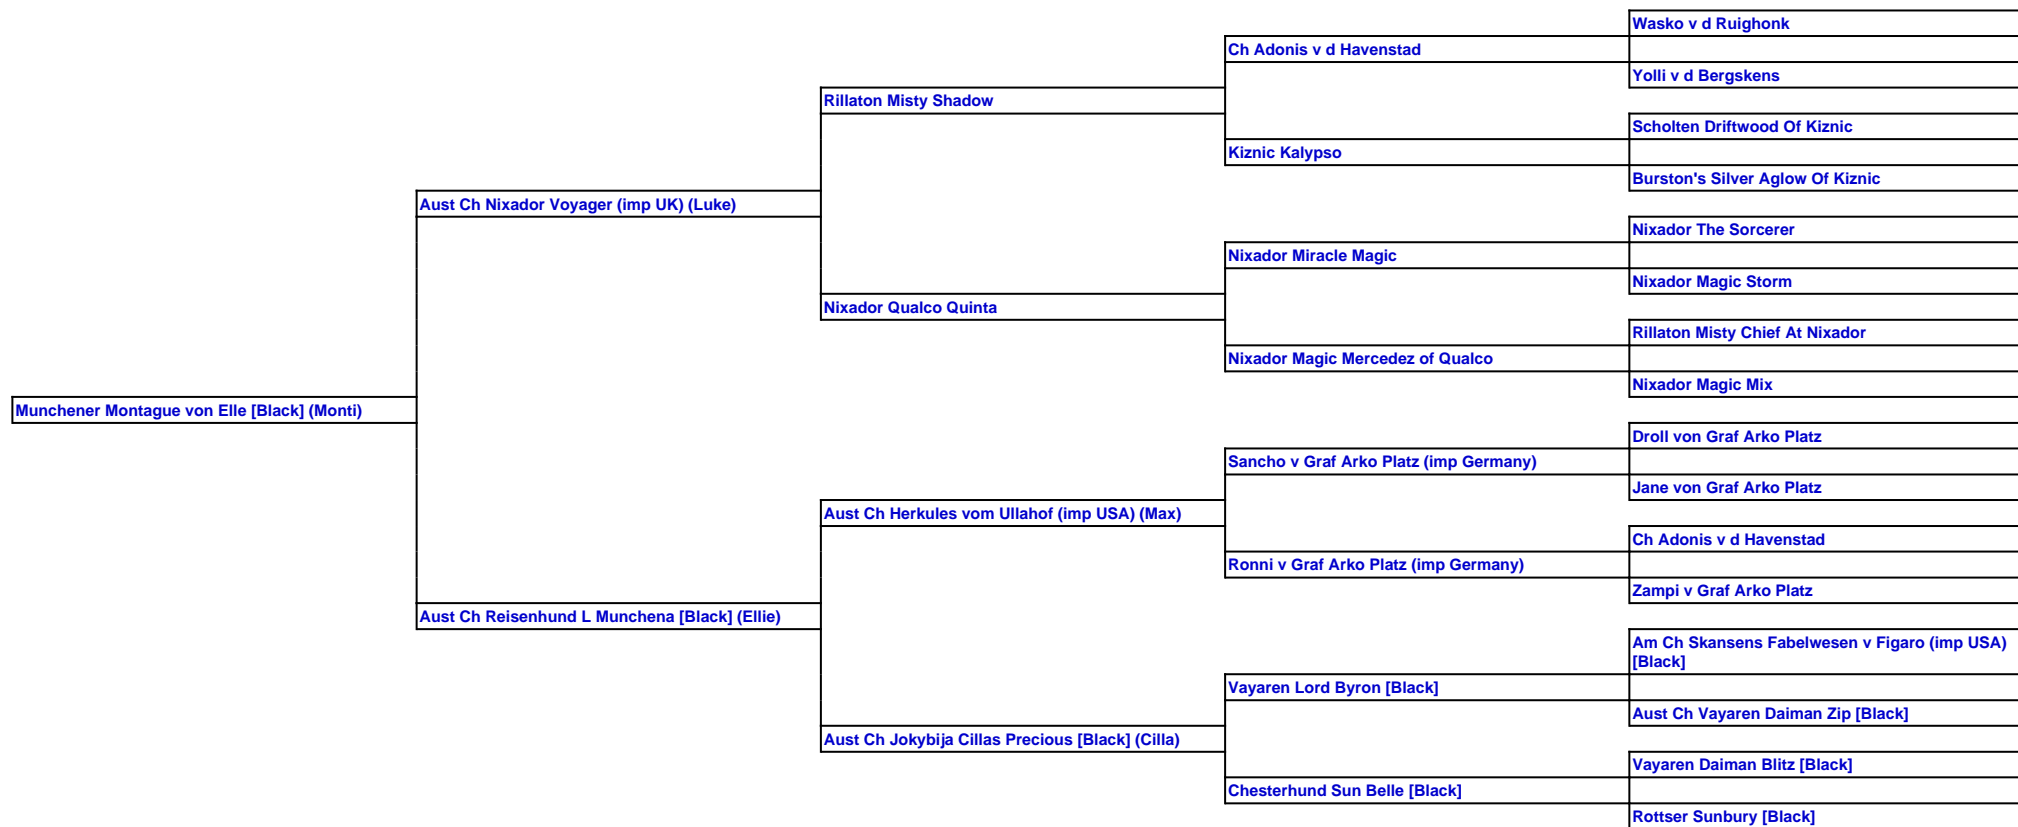 Wasko v d Ruighonk
Ch Adonis v d Havenstad
Yolli v d Bergskens
Rillaton Misty Shadow
Scholten Driftwood Of Kiznic
Kiznic Kalypso
Burston's Silver Aglow Of Kiznic
Aust Ch Nixador Voyager (imp UK) (Luke)
Nixador The Sorcerer
Nixador Miracle Magic
Nixador Magic Storm
Nixador Qualco Quinta
Rillaton Misty Chief At Nixador
Nixador Magic Mercedez of Qualco
Nixador Magic Mix
Munchener Montague von Elle [Black] (Monti)
Droll von Graf Arko Platz
Sancho v Graf Arko Platz (imp Germany)
Jane von Graf Arko Platz
Aust Ch Herkules vom Ullahof (imp USA) (Max)
Ch Adonis v d Havenstad
Ronni v Graf Arko Platz (imp Germany)
Zampi v Graf Arko Platz
Aust Ch Reisenhund L Munchena [Black] (Ellie)
Am Ch Skansens Fabelwesen v Figaro (imp USA)
[Black]
Vayaren Lord Byron [Black]
Aust Ch Vayaren Daiman Zip [Black]
Aust Ch Jokybija Cillas Precious [Black] (Cilla)
Vayaren Daiman Blitz [Black]
Chesterhund Sun Belle [Black]
Rottser Sunbury [Black]